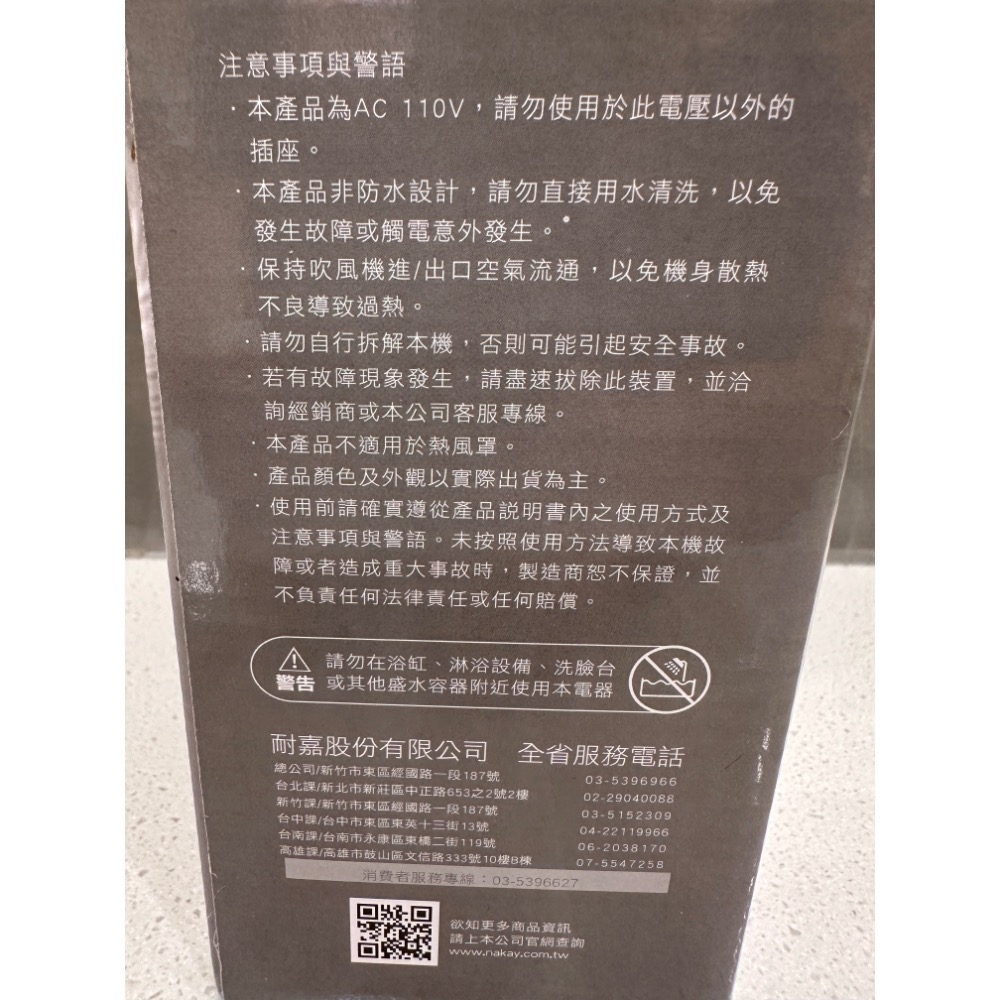 注意事項與警語
·本產品為AC 110V，請勿使用於此電壓以外的
插座。
·本產品非防水設計，請勿直接用水清洗，以免
發生故障或觸電意外發生。
·保持吹風機進/出口空氣流通，以免機身散熱
不良導致過熱。
·請勿自行拆解本機，否則可能引起安全事故。
·若有故障現象發生，請盡速拔除此裝置，並洽
詢經銷商或本公司客服專線。
·本產品不適用於熱風罩。
·產品顏色及外觀以實際出貨為主。
·使用前請確實遵從產品説明書內之使用方式及
注意事項與警語。未按照使用方法導致本機故
障或者造成重大事故時，製造商恕不保證，並
不負責任何法律責任或任何賠償。
請勿在浴缸、淋浴設備、洗臉台
警告 或其他盛水容器附近使用本電器
耐嘉股份有限公司 全省服務電話
總公司/新竹市東區經國路一段187號 03-5396966
台北課/新北市新莊區中正路653之2號2樓 02-29040088
新竹課/新竹市東區經國路一段187號 03-5152309
台中課/台中市東區東英十三街13號 04-22119966
台南課/台南市永康區東橋二街119號 06-2038170
高雄課/高雄市鼓山區文信路333號10樓B棟 07-5547258
消費者服務專線：03-5396627
欲知更多商品資訊
請上本公司官網查詢
www.nakay.com.tw